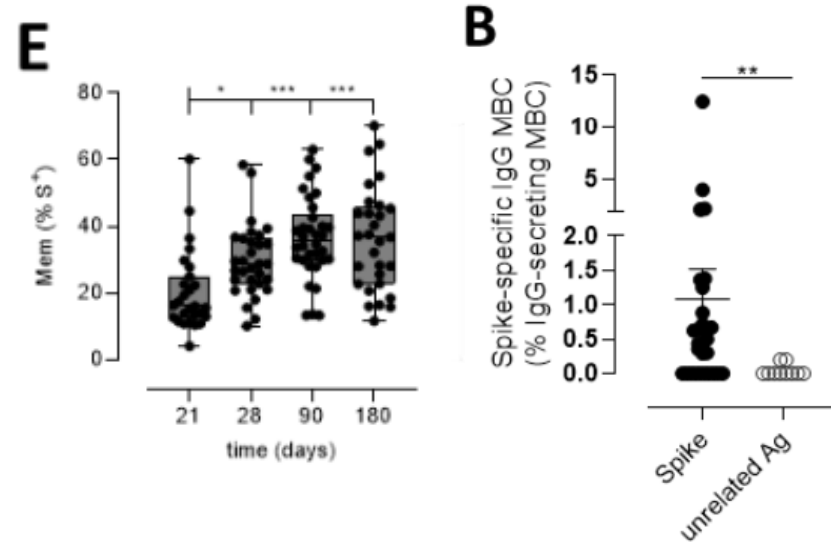 E
Mem (% S⁺)
80
60
40
20
0
* *** ***
21 28 90 180
time (days)
B
Spike-specific IgG MBC
(% IgG-secreting MBC)
15
10
5
2.0
1.5
1.0
0.5
0.0
**
Spike
unrelated Ag